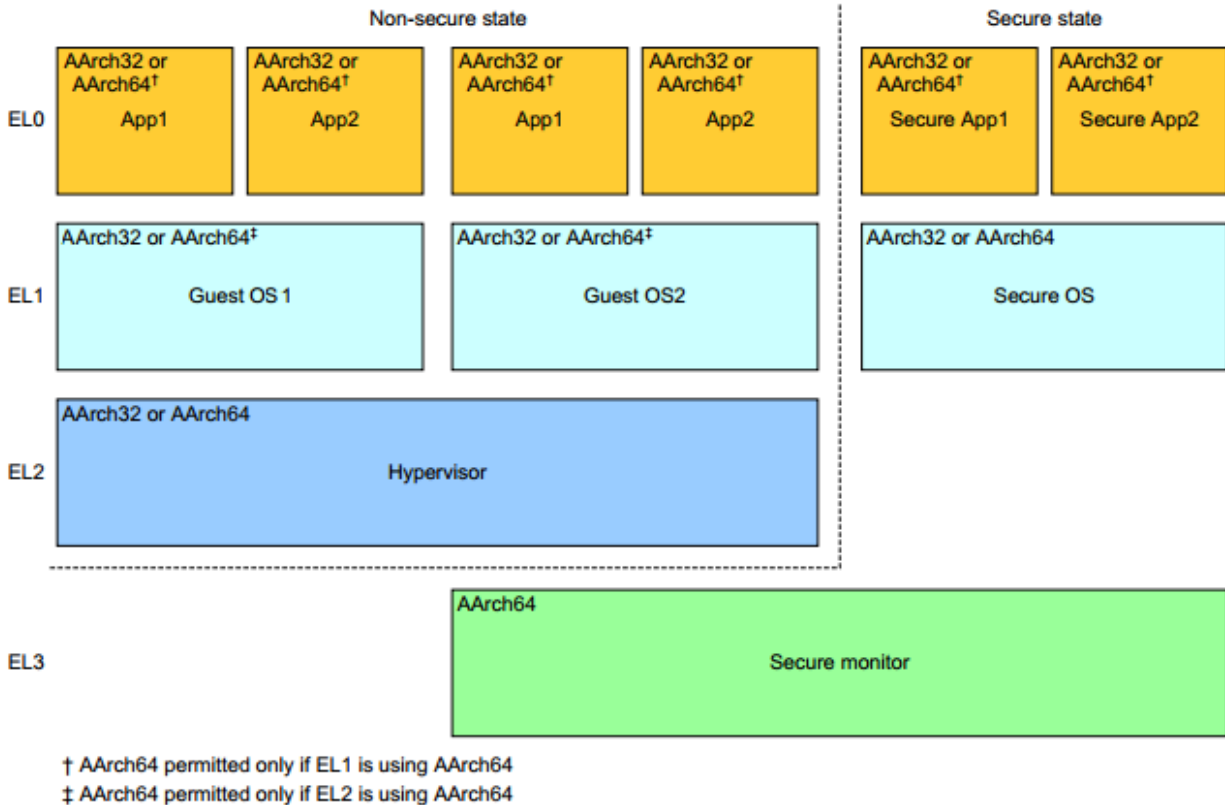 Non-secure state
Secure state
AArch32 or
AArch64†
App1
AArch32 or
AArch64†
App2
AArch32 or
AArch64†
App1
AArch32 or
AArch64†
App2
AArch32 or
AArch64†
Secure App1
AArch32 or
AArch64†
Secure App2
EL0
AArch32 or AArch64‡
Guest OS 1
AArch32 or AArch64‡
Guest OS2
AArch32 or AArch64
Secure OS
EL1
AArch32 or AArch64
Hypervisor
EL2
AArch64
Secure monitor
EL3
† AArch64 permitted only if EL1 is using AArch64
‡ AArch64 permitted only if EL2 is using AArch64